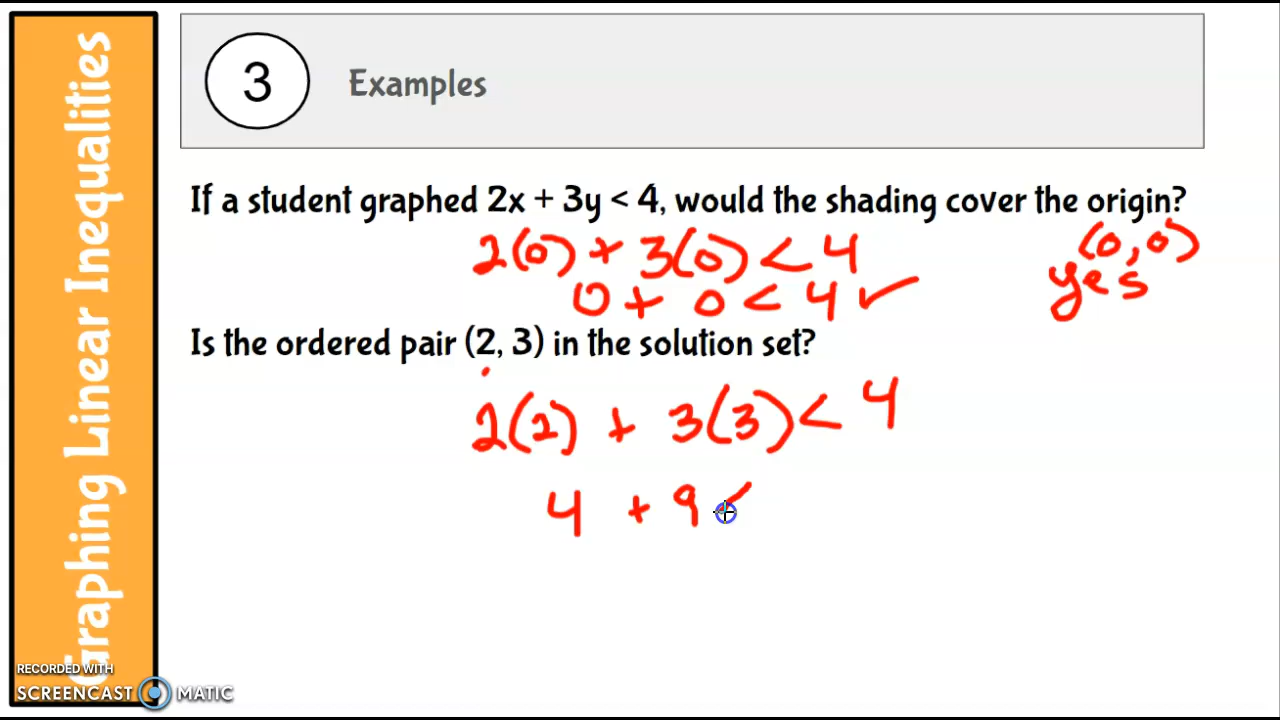 Graphing Linear Inequalities
3
Examples
If a student graphed 2x + 3y < 4, would the shading cover the origin?
2(0) + 3(0) < 4
(0, 0)
0 + 0 < 4 ✓
yes
Is the ordered pair (2, 3) in the solution set?
2(2) + 3(3) < 4
4 + 9 <
RECORDED WITH
SCREENCAST MATIC